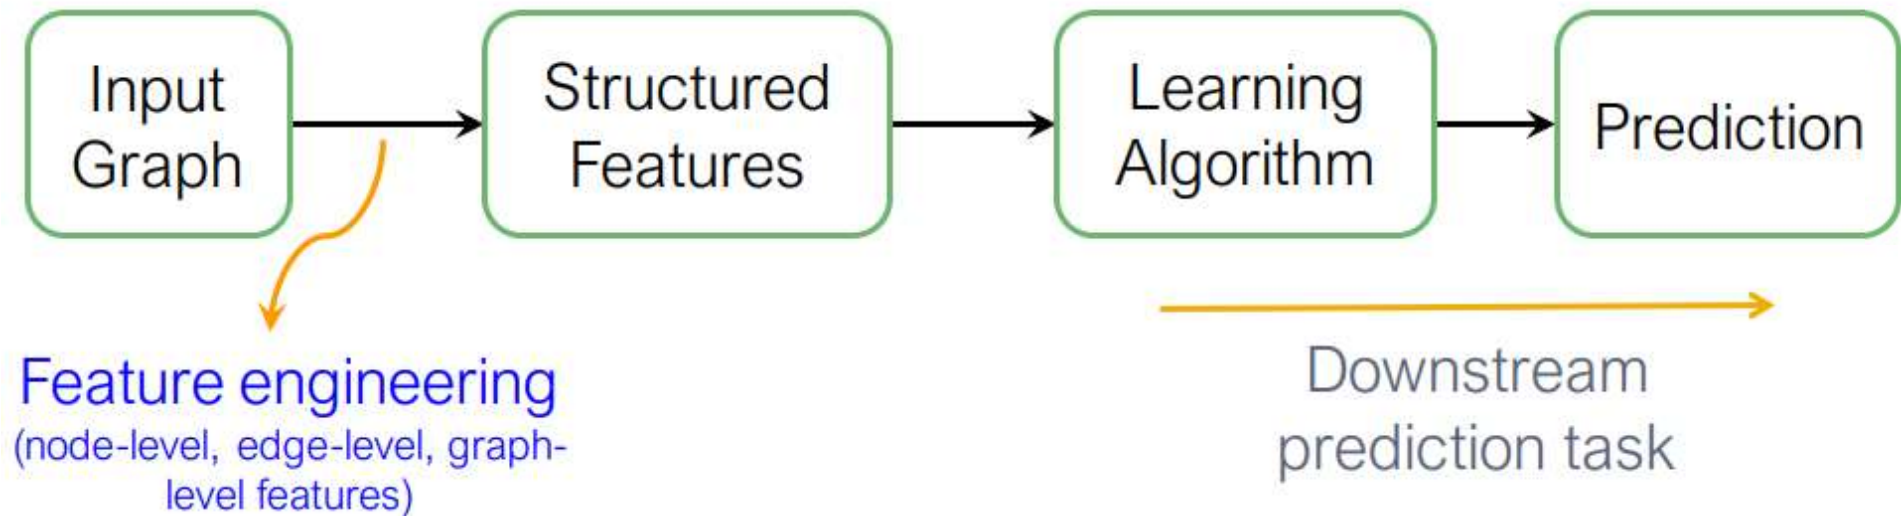 Input
Graph
Structured
Features
Learning
Algorithm
Prediction
Feature engineering
(node-level, edge-level, graph-
level features)
Downstream
prediction task